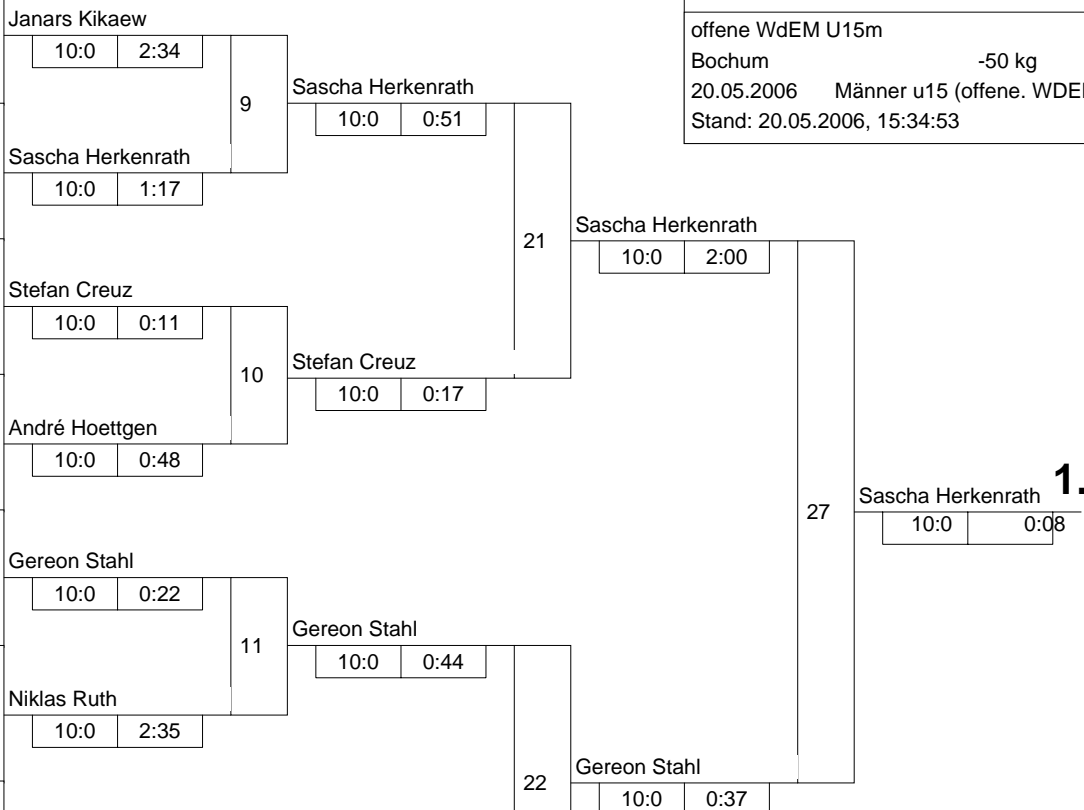 Janars Kikaew
10:0 2:34
9
Sascha Herkenrath
10:0 1:17
Stefan Creuz
10:0 0:11
10
André Hoettgen
10:0 0:48
Gereon Stahl
10:0 0:22
11
Niklas Ruth
10:0 2:35
Sascha Herkenrath
10:0 0:51
21
Stefan Creuz
10:0 0:17
Gereon Stahl
10:0 0:44
22
Sascha Herkenrath
10:0 2:00
27
Gereon Stahl
10:0 0:37
Sascha Herkenrath 1.
10:0 0:08
offene WdEM U15m
Bochum -50 kg
20.05.2006 Männer u15 (offene. WDE
Stand: 20.05.2006, 15:34:53